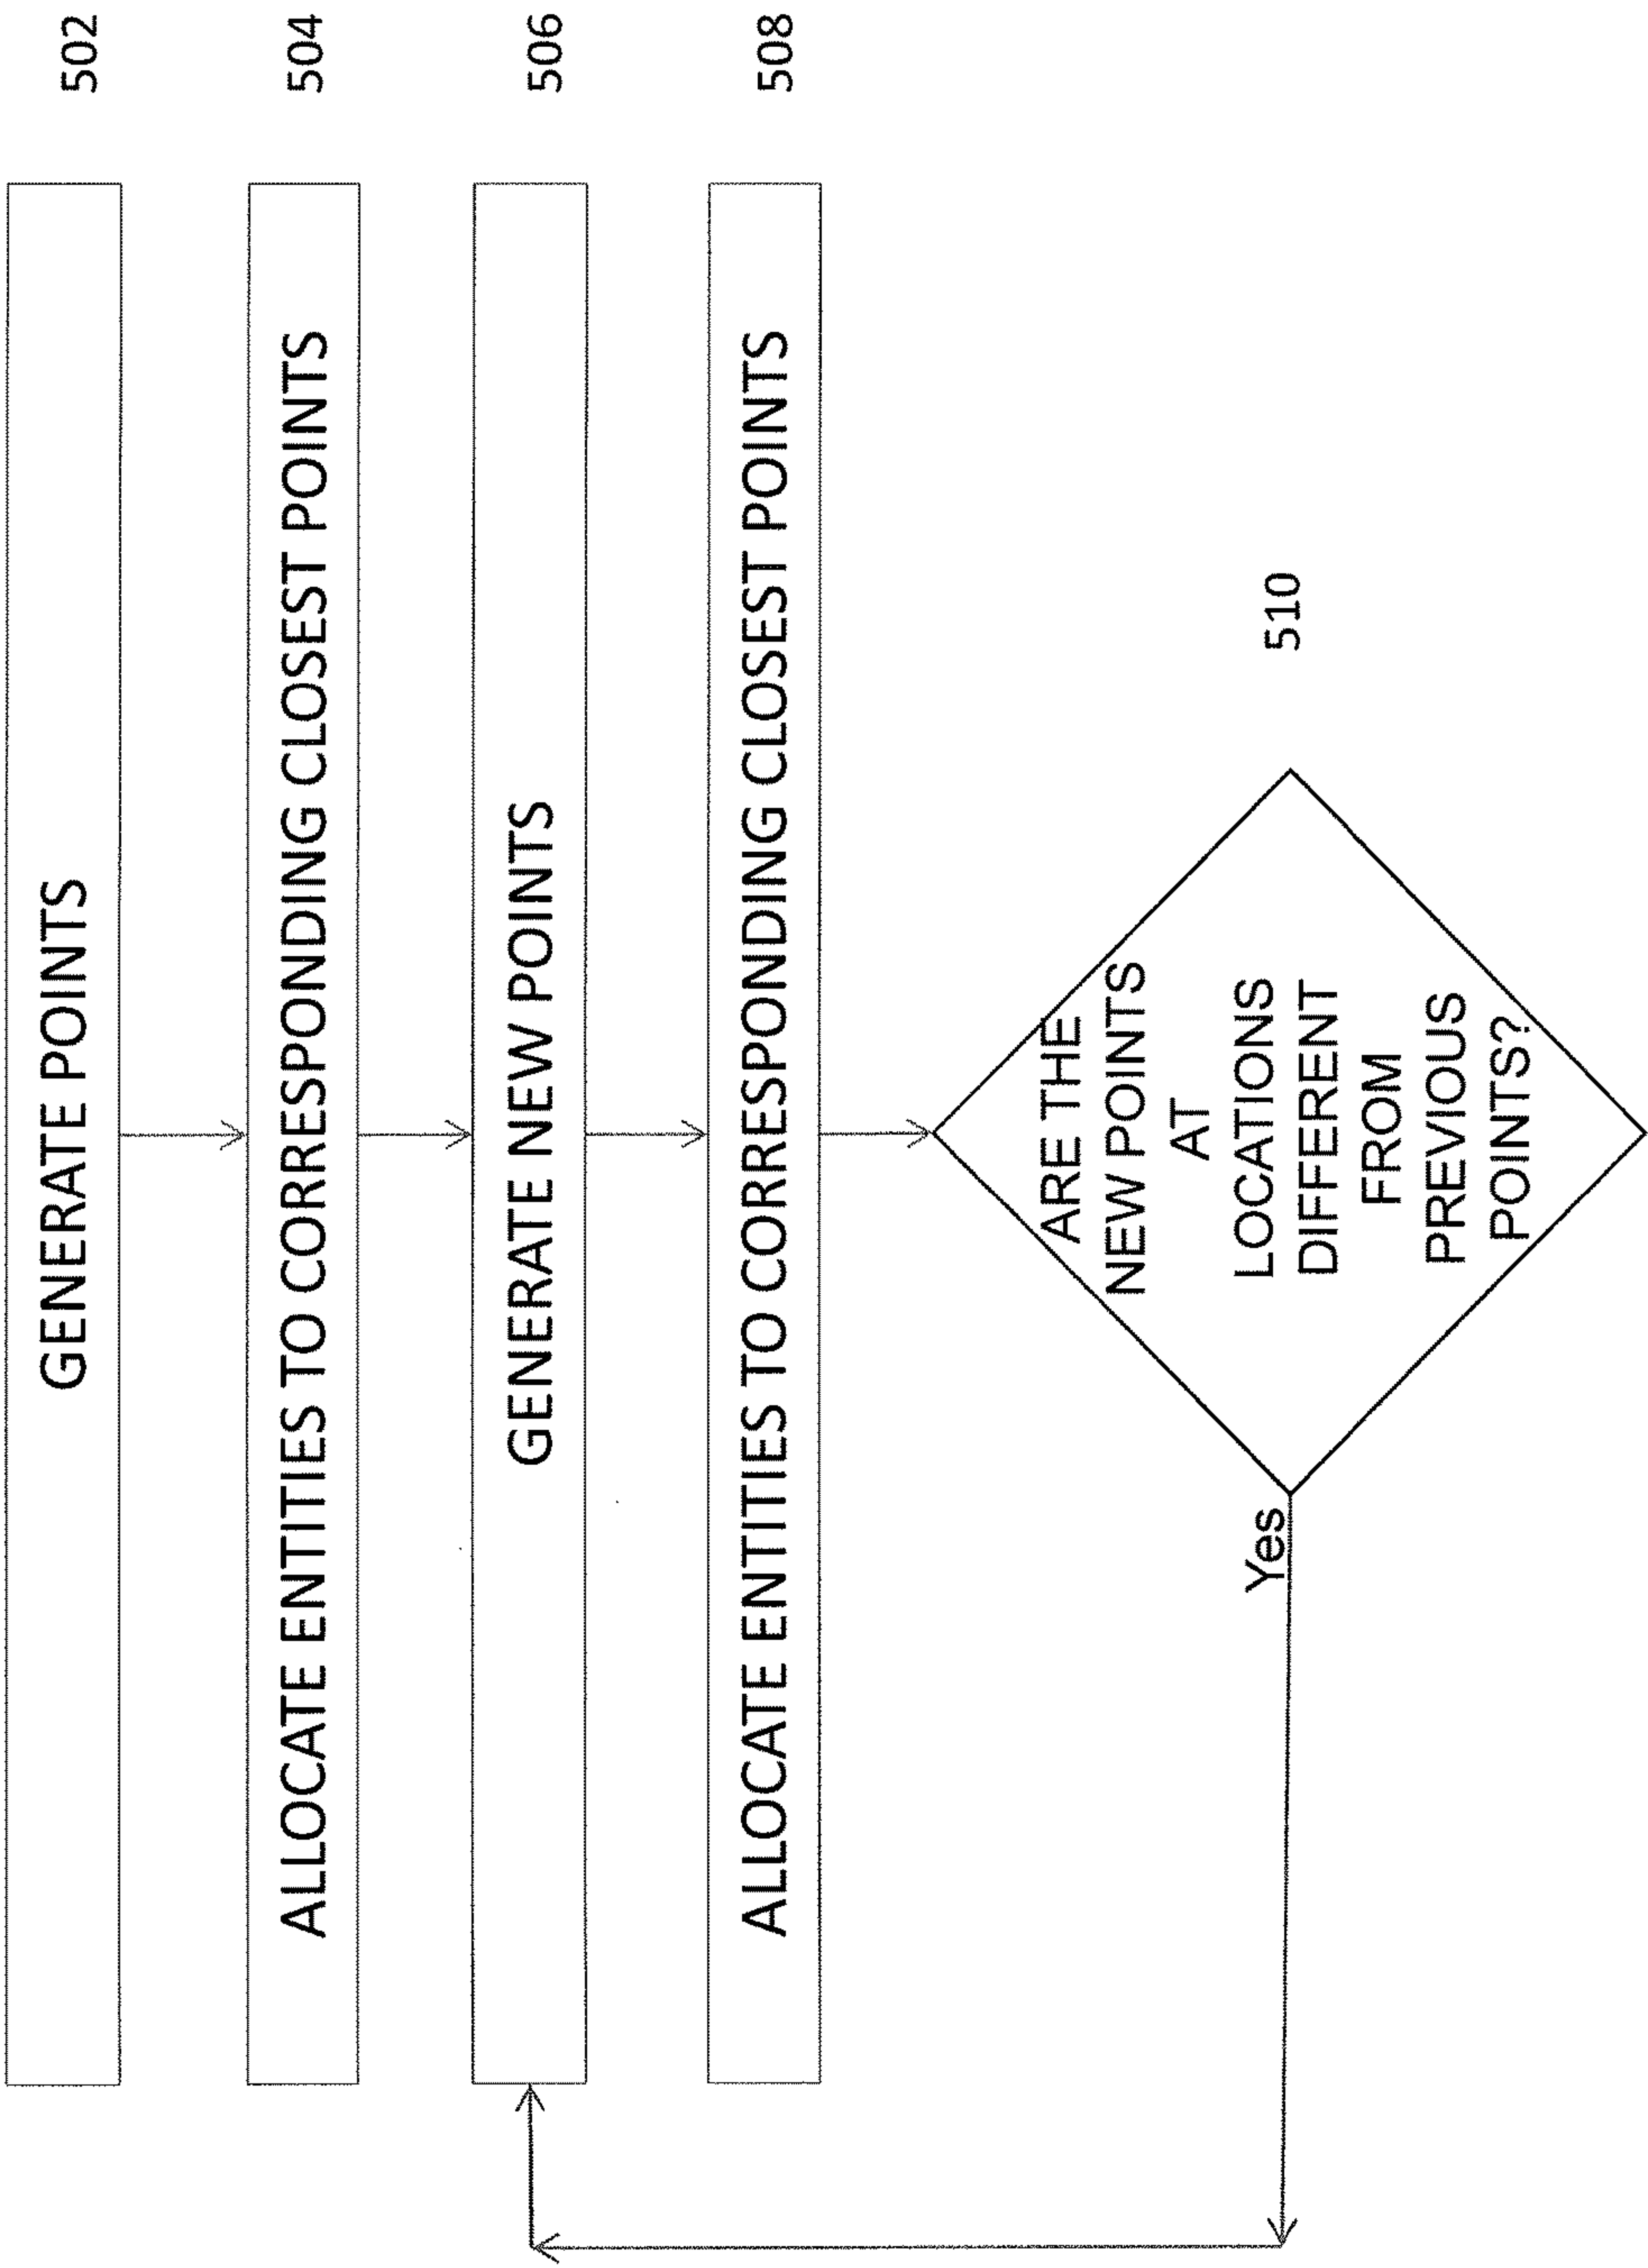 GENERATE POINTS
502
ALLOCATE ENTITIES TO CORRESPONDING CLOSEST POINTS
504
GENERATE NEW POINTS
506
ALLOCATE ENTITIES TO CORRESPONDING CLOSEST POINTS
508
ARE THE
NEW POINTS
AT
LOCATIONS
DIFFERENT
FROM
PREVIOUS
POINTS?
510
Yes